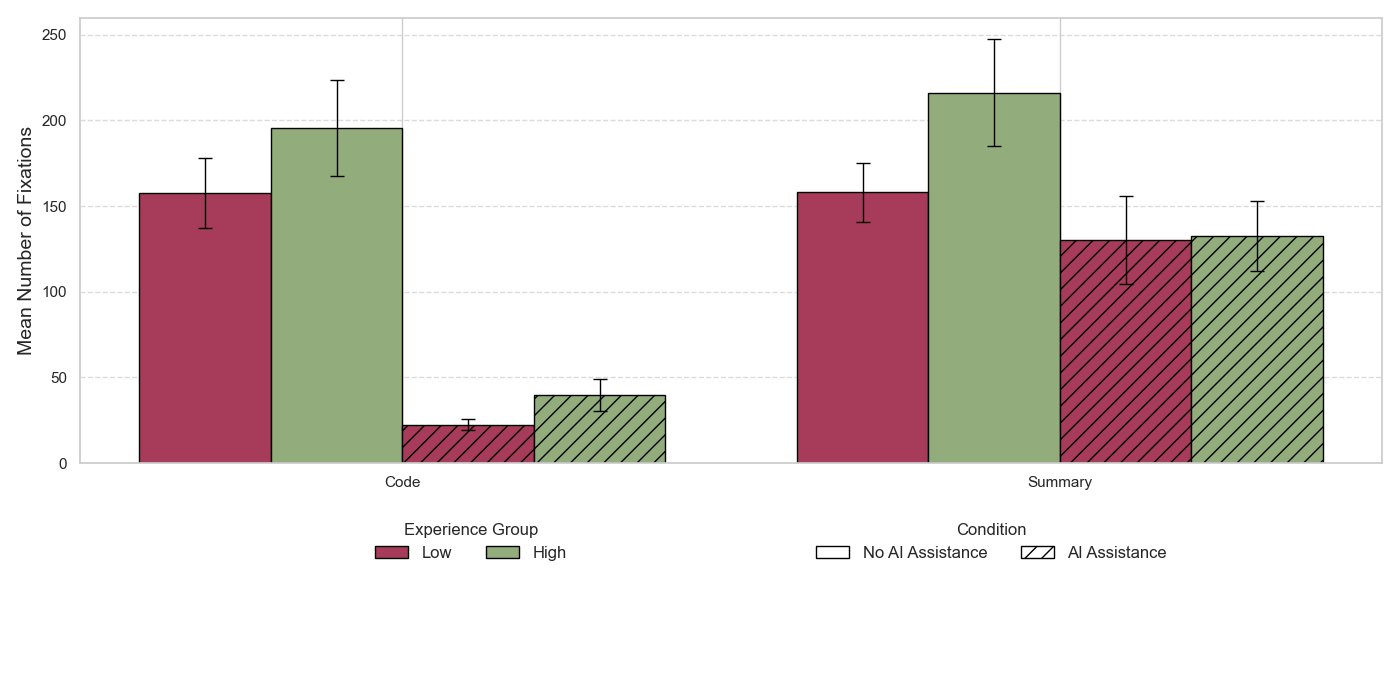 Mean Number of Fixations
250
200
150
100
50
0
Code Summary
Experience Group
Low High
Condition
No AI Assistance AI Assistance